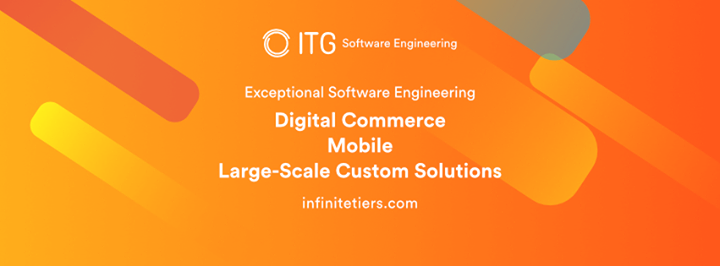 ITG Software Engineering
Exceptional Software Engineering
Digital Commerce
Mobile
Large-Scale Custom Solutions
infinitetiers.com